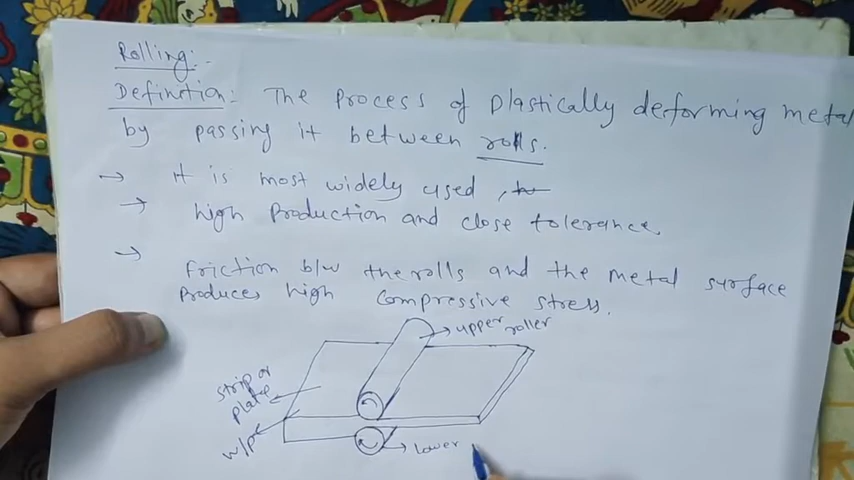 Rolling:-
Definition: The process of plastically deforming metal
by passing it between rolls.
→ It is most widely used,
→ high production and close tolerance.
→ Friction b/w the rolls and the metal surface
produces high compressive stress.
upper roller
strip or
plate
w/p
lower